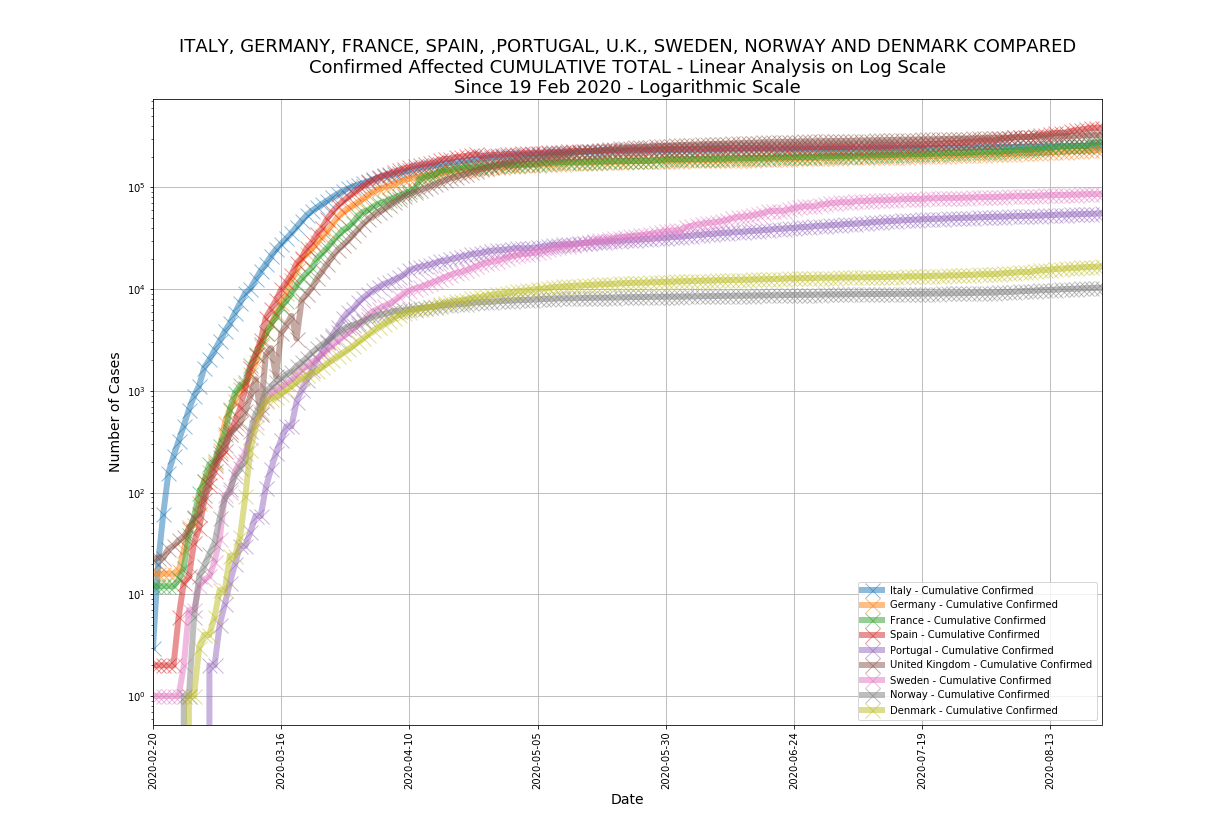 ITALY, GERMANY, FRANCE, SPAIN, ,PORTUGAL, U.K., SWEDEN, NORWAY AND DENMARK COMPARED
Confirmed Affected CUMULATIVE TOTAL - Linear Analysis on Log Scale
Since 19 Feb 2020 - Logarithmic Scale
Number of Cases
10⁵
10⁴
10³
10²
10¹
10⁰
Italy - Cumulative Confirmed
Germany - Cumulative Confirmed
France - Cumulative Confirmed
Spain - Cumulative Confirmed
Portugal - Cumulative Confirmed
United Kingdom - Cumulative Confirmed
Sweden - Cumulative Confirmed
Norway - Cumulative Confirmed
Denmark - Cumulative Confirmed
2020-02-20
2020-03-16
2020-04-10
2020-05-05
2020-05-30
2020-06-24
2020-07-19
2020-08-13
Date